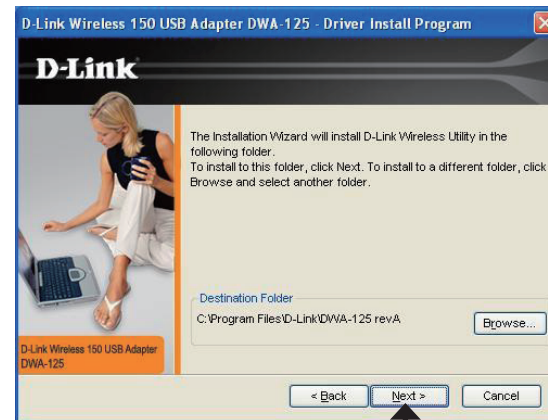 D-Link Wireless 150 USB Adapter DWA-125 - Driver Install Program
D-Link
The Installation Wizard will install D-Link Wireless Utility in the
following folder.
To install to this folder, click Next. To install to a different folder, click
Browse and select another folder.
Destination Folder
C:\Program Files\D-Link\DWA-125 revA
Browse...
D-Link Wireless 150 USB Adapter
DWA-125
< Back
Next >
Cancel